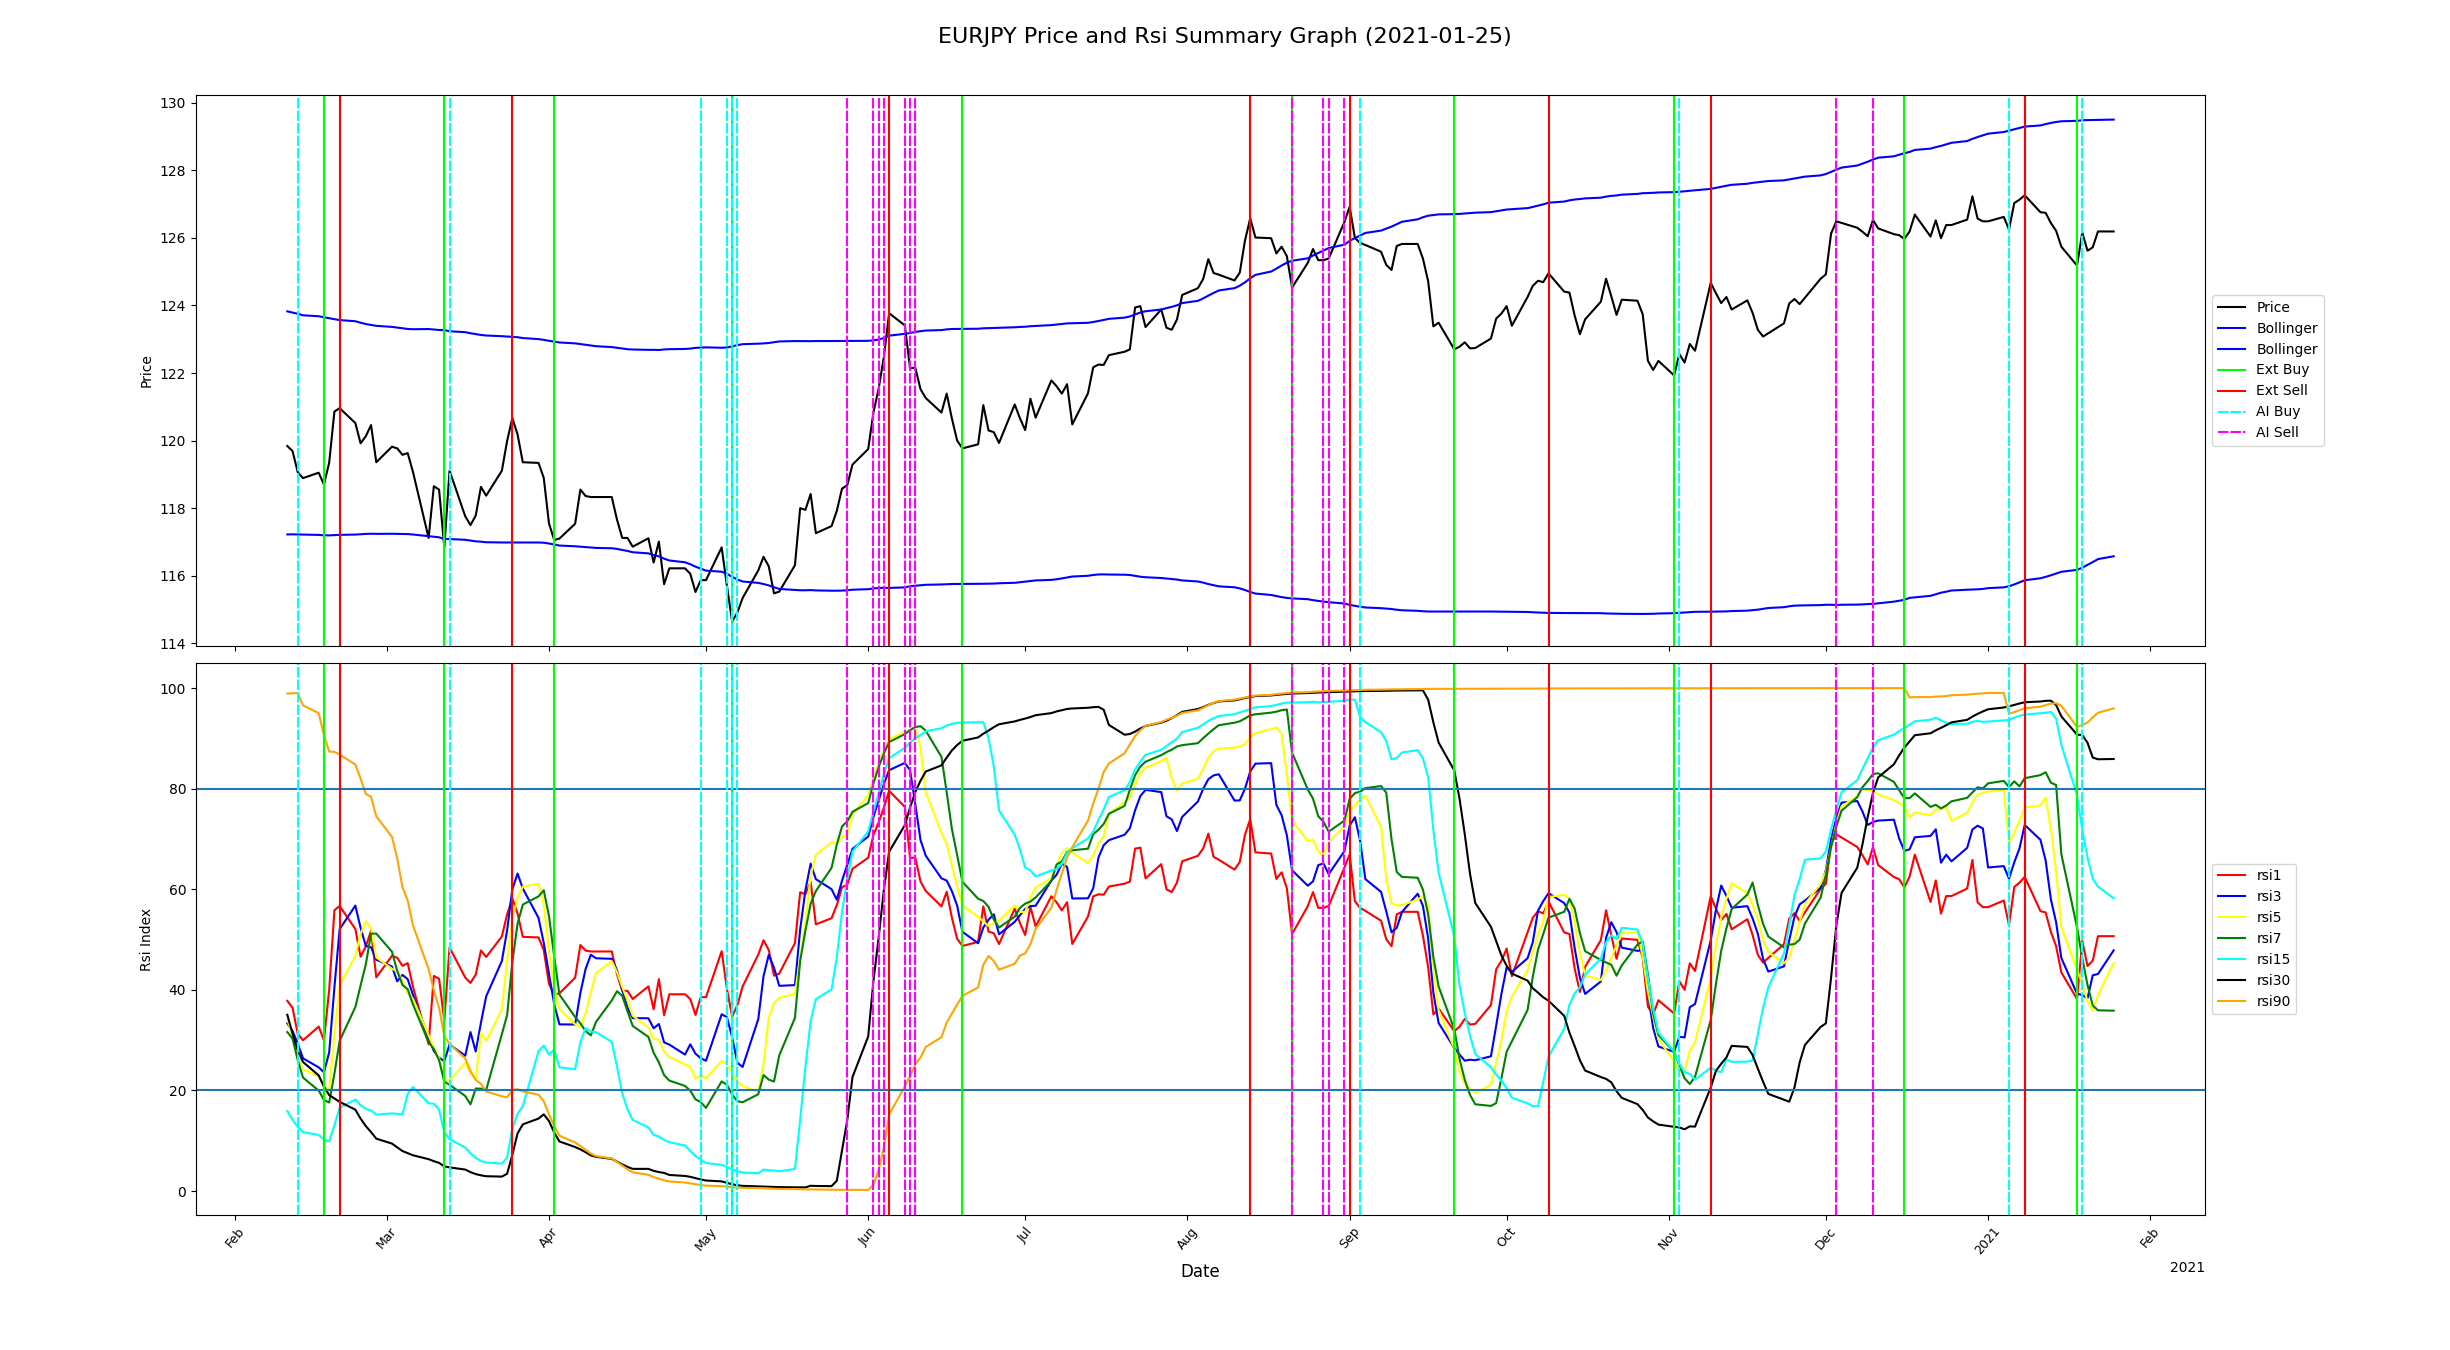 EURJPY Price and Rsi Summary Graph (2021-01-25)
130
128
126
124
122
120
118
116
114
Price
Price
Bollinger
Bollinger
Ext Buy
Ext Sell
AI Buy
AI Sell
100
80
60
40
20
0
Rsi Index
rsi1
rsi3
rsi5
rsi7
rsi15
rsi30
rsi90
Feb
Mar
Apr
May
Jun
Jul
Aug
Sep
Oct
Nov
Dec
2021
Feb
Date
2021